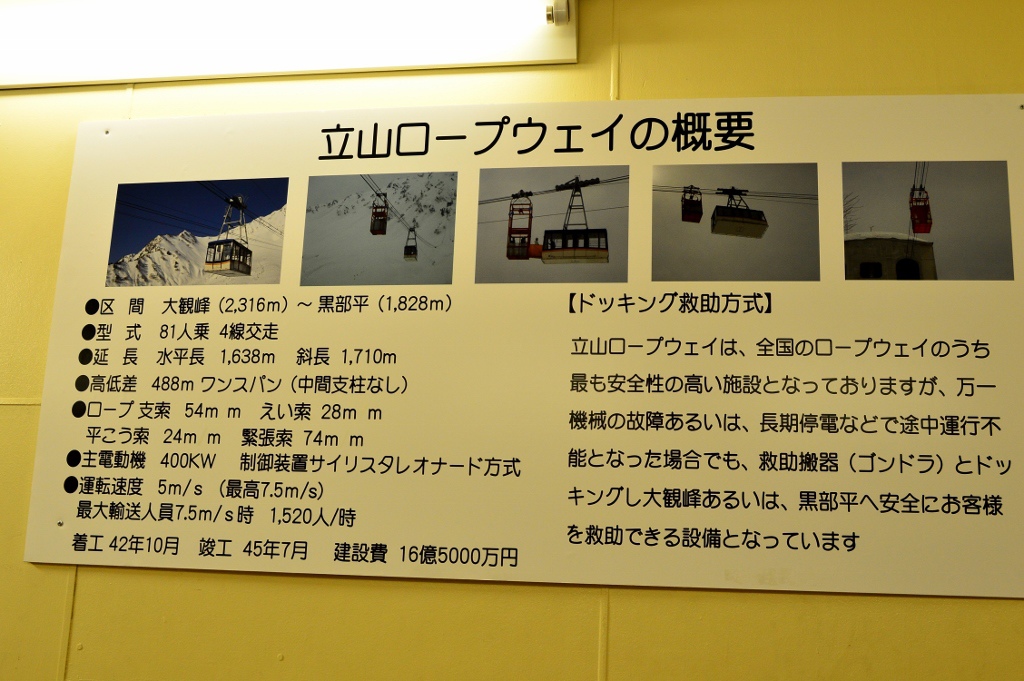 立山ロープウェイの概要
●区　間　大観峰（2,316m）～黒部平（1,828m）
●型　式　81人乗 4線交走
●延　長　水平長 1,638m　斜長 1,710m
●高低差　488m ワンスパン（中間支柱なし）
●ロープ 支索 54mm　えい索 28mm
平こう索 24mm　緊張索 74mm
●主電動機　400KW　制御装置サイリスタレオナード方式
●運転速度　5m/s （最高7.5m/s）
最大輸送人員7.5m/s時　1,520人/時
着工 42年10月　竣工 45年7月　建設費 16億5000万円
【ドッキング救助方式】
立山ロープウェイは、全国のロープウェイのうち
最も安全性の高い施設となっておりますが、万一
機械の故障あるいは、長期停電などで途中運行不
能となった場合でも、救助搬器（ゴンドラ）とドッ
キングし大観峰あるいは、黒部平へ安全にお客様
を救助できる設備となっています